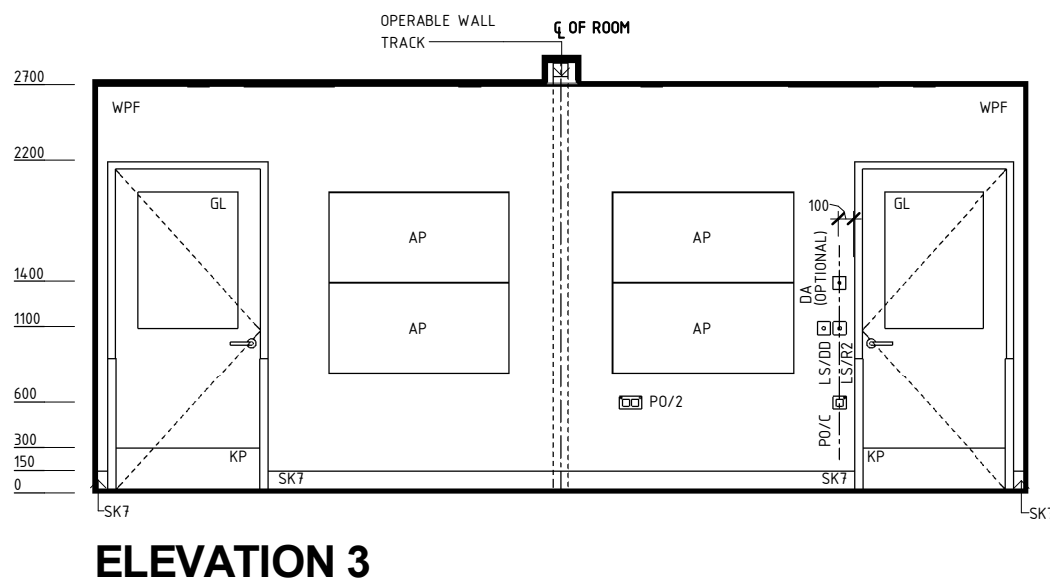 OPERABLE WALL
TRACK
℄ OF ROOM
2700
WPF
WPF
2200
GL
GL
100
AP
AP
DA
(OPTIONAL)
1400
1100
AP
AP
LS/DD
LS/R2
600
PO/2
PO/C
300
KP
KP
150
SK7
SK7
0
SK7
SK7
ELEVATION 3